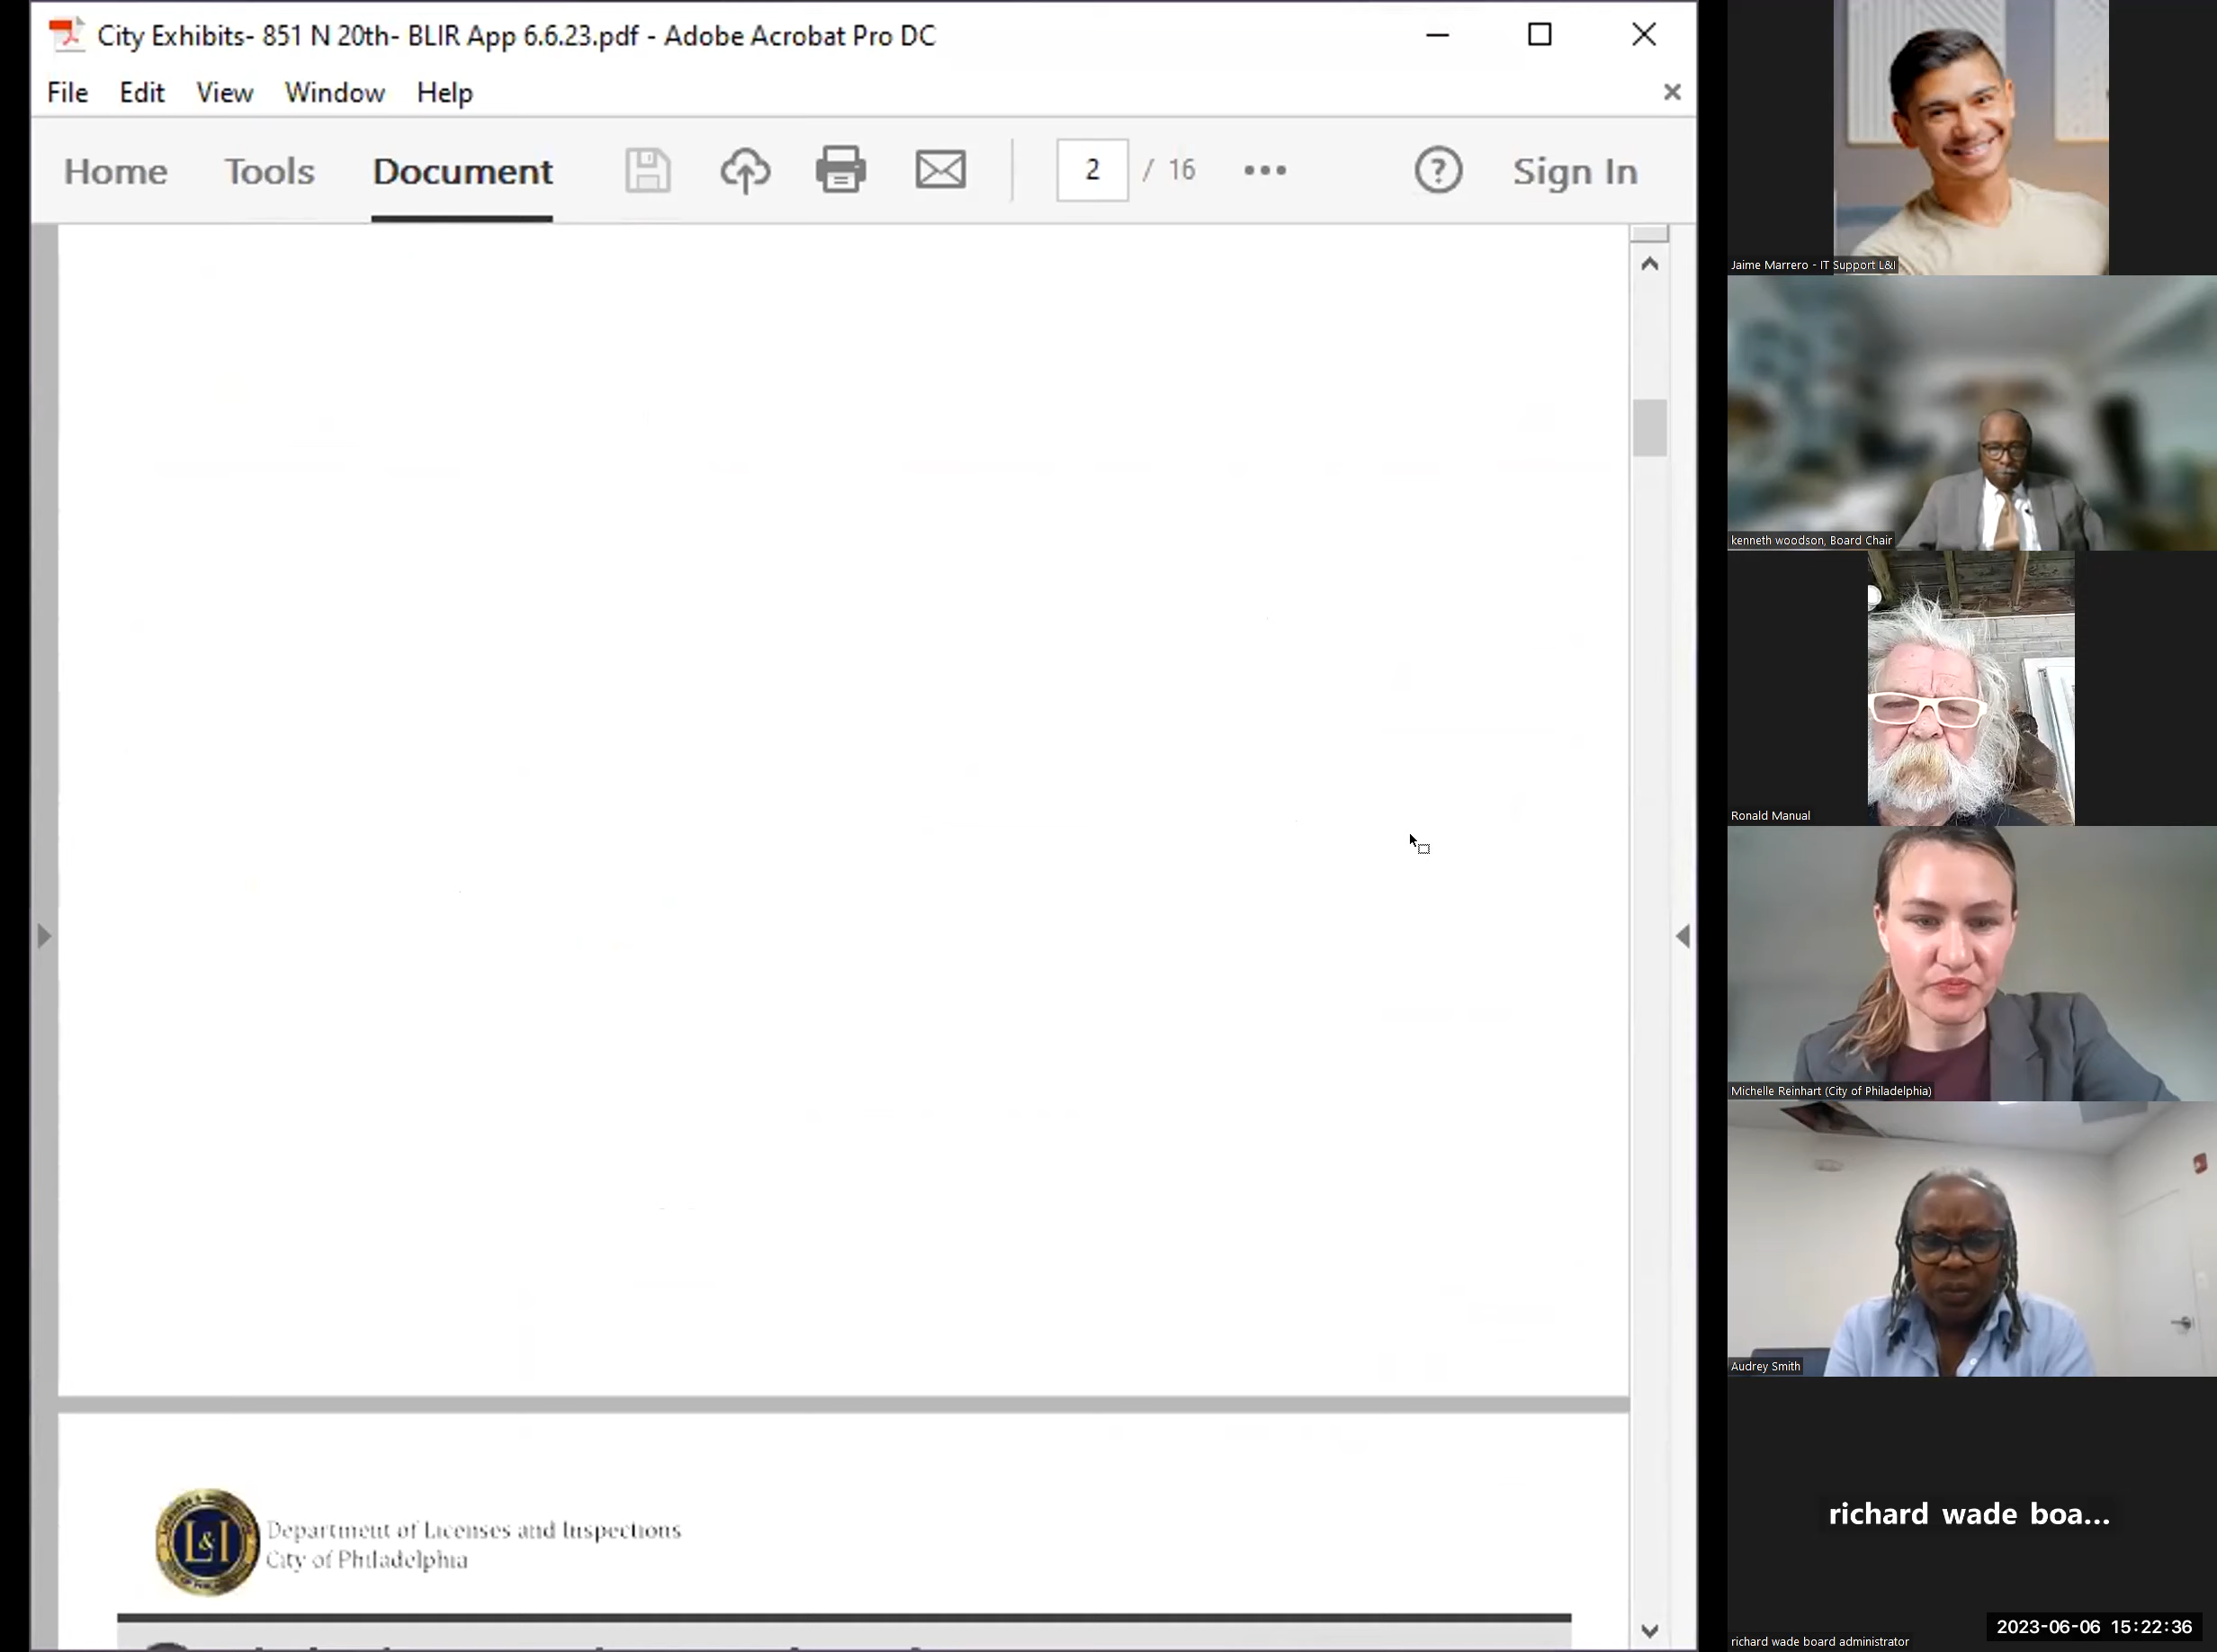 City Exhibits- 851 N 20th- BLIR App 6.6.23.pdf - Adobe Acrobat Pro DC
File Edit View Window Help
Home Tools Document 2 / 16 Sign In
L&I
Department of Licenses and Inspections
City of Philadelphia
Jaime Marrero - IT Support L&I
kenneth woodson, Board Chair
Ronald Manual
Michelle Reinhart (City of Philadelphia)
Audrey Smith
richard wade boa...
2023-06-06 15:22:36
richard wade board administrator